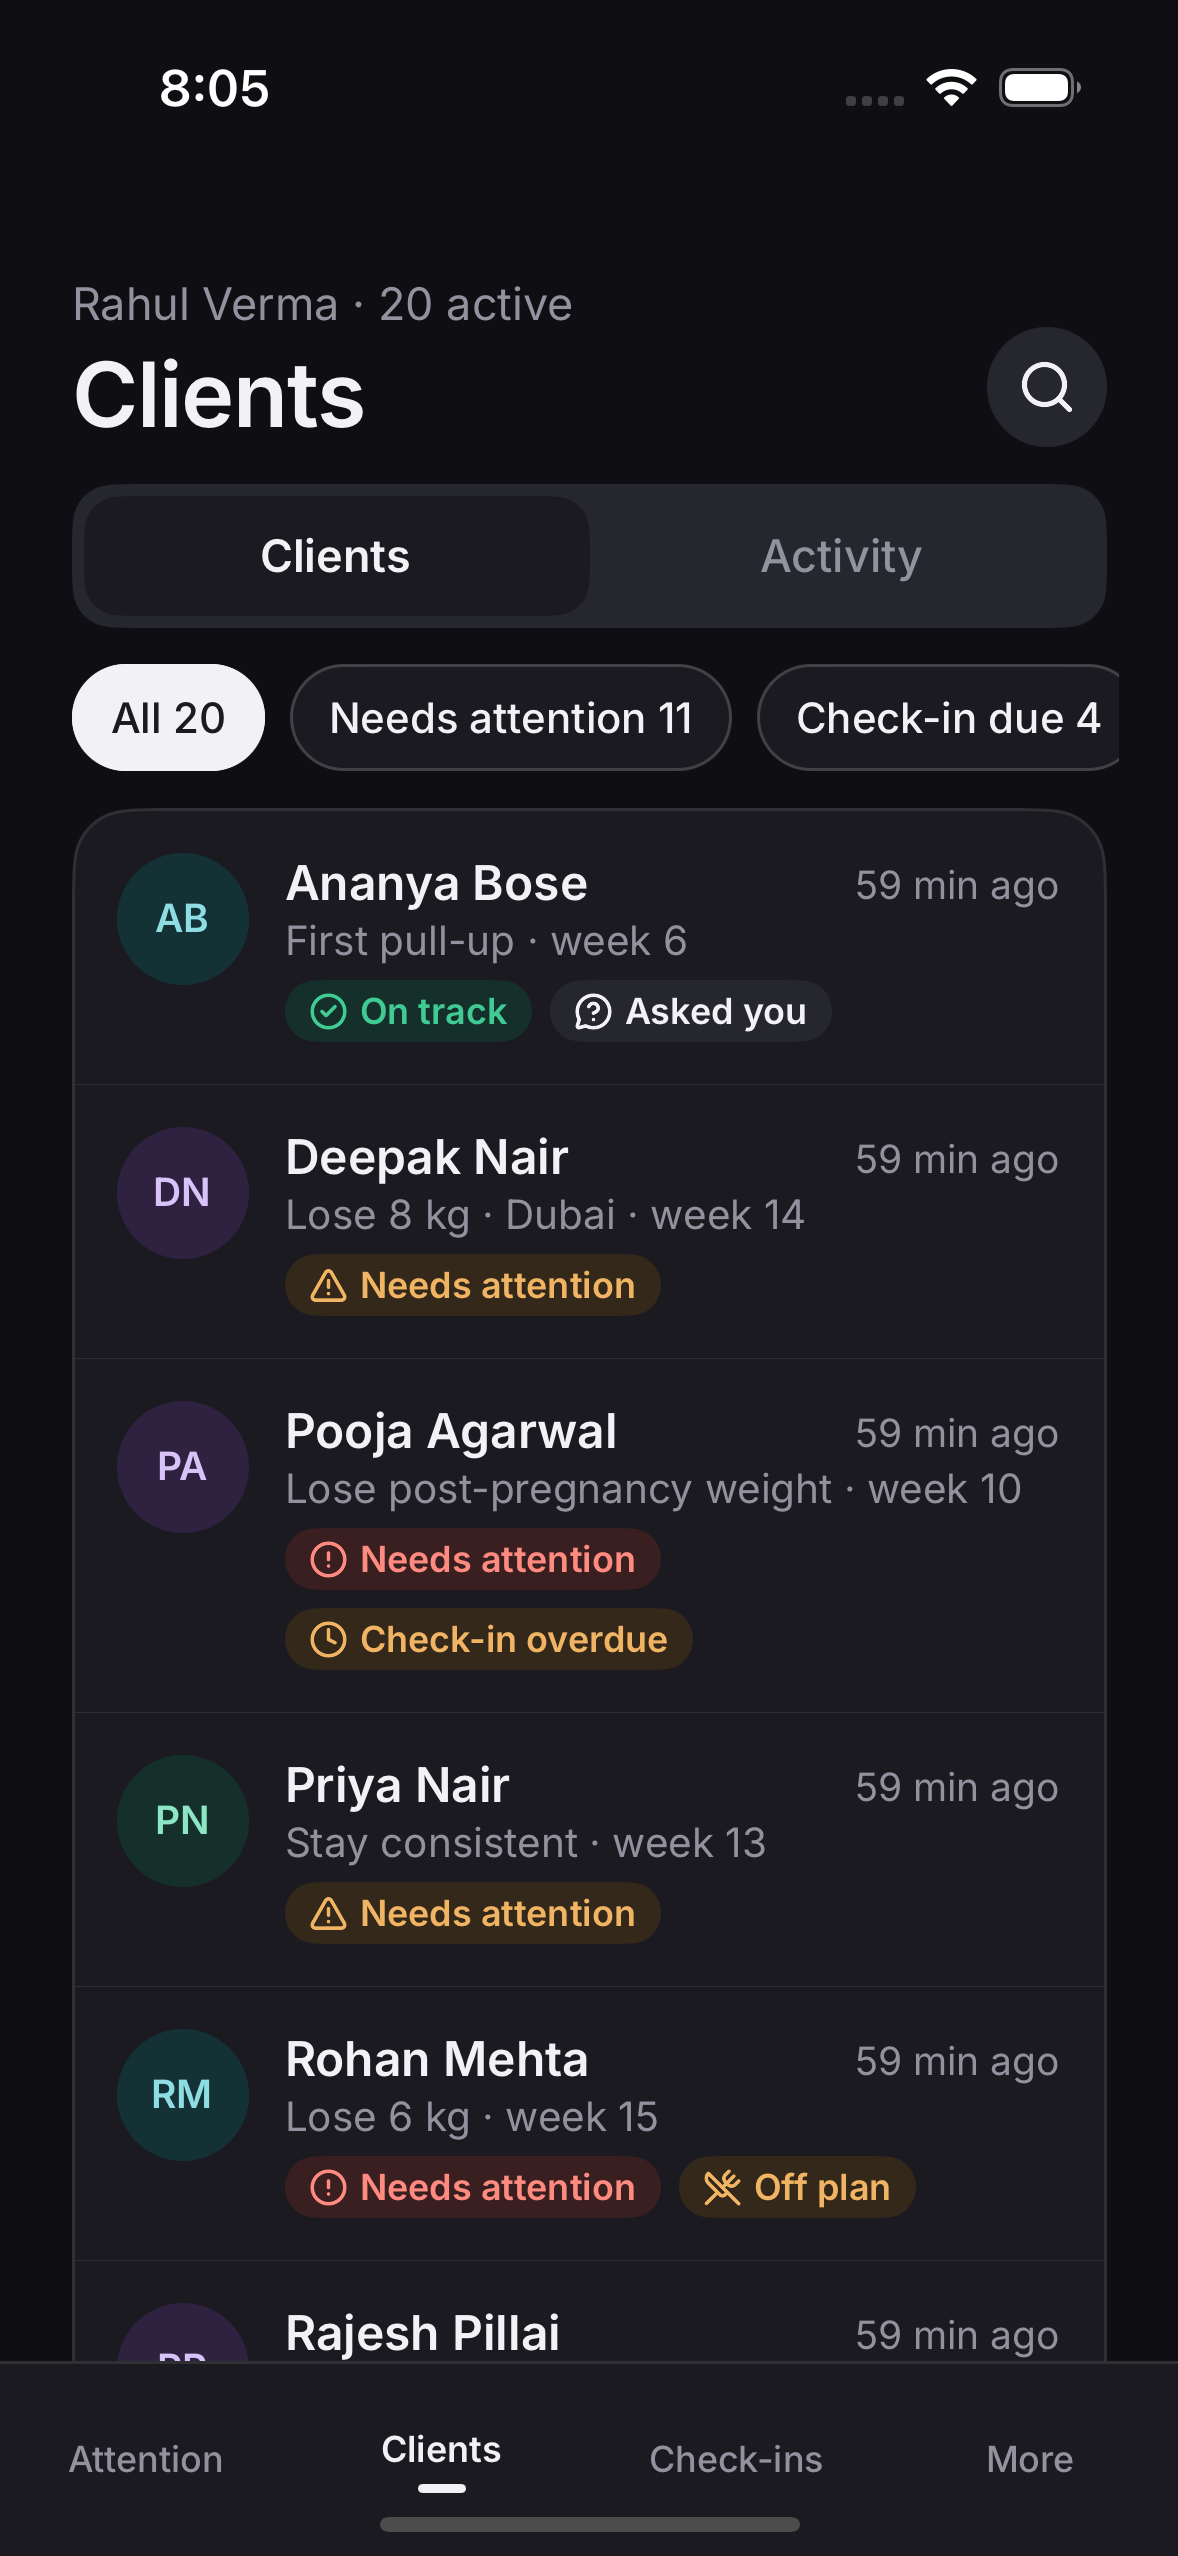 8:05
Rahul Verma · 20 active
Clients
Clients
Activity
All 20
Needs attention 11
Check-in due 4
AB
Ananya Bose
59 min ago
First pull-up · week 6
On track
Asked you
DN
Deepak Nair
59 min ago
Lose 8 kg · Dubai · week 14
Needs attention
PA
Pooja Agarwal
59 min ago
Lose post-pregnancy weight · week 10
Needs attention
Check-in overdue
PN
Priya Nair
59 min ago
Stay consistent · week 13
Needs attention
RM
Rohan Mehta
59 min ago
Lose 6 kg · week 15
Needs attention
Off plan
Rajesh Pillai
59 min ago
Attention
Clients
Check-ins
More